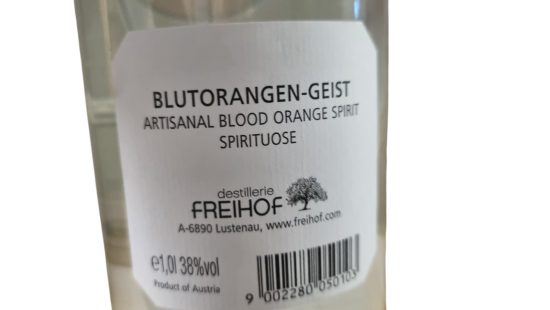 BLUTORANGEN-GEIST
ARTISANAL BLOOD ORANGE SPIRIT
SPIRITUOSE
destillerie
FREIHOF
A-6890 Lustenau, www.freihof.com
℮1,0l 38%vol
Product of Austria
9 002280 050103